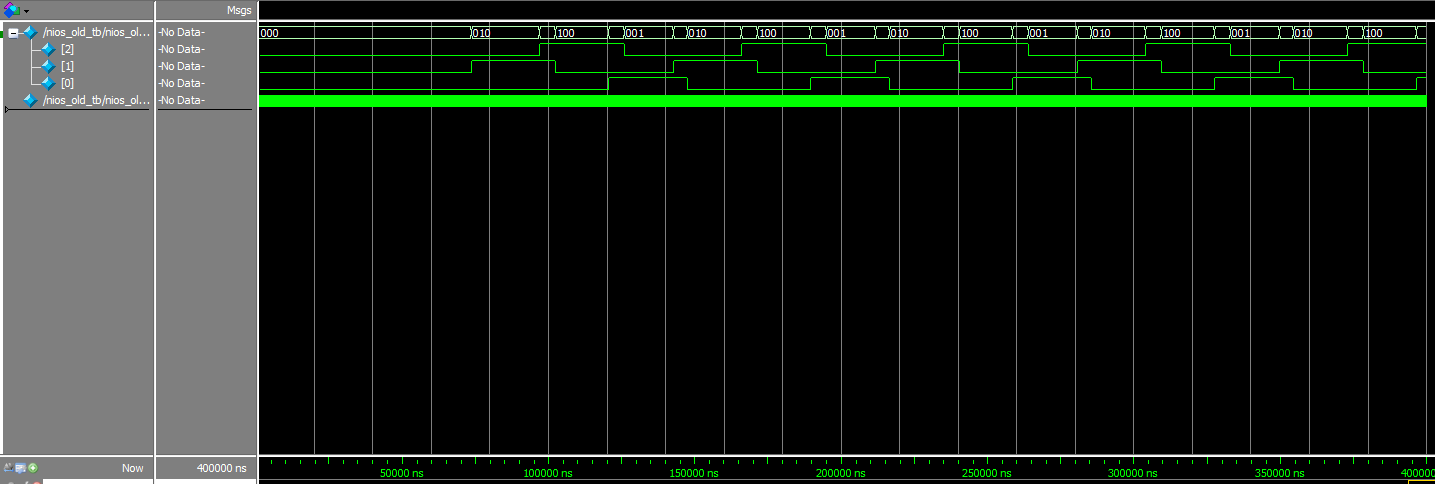 Msgs
/nios_old_tb/nios_ol... -No Data- 000 010 100 001 010 100 001 010 100 001 010 100 001 010 100
[2] -No Data-
[1] -No Data-
[0] -No Data-
/nios_old_tb/nios_ol... -No Data-
Now 400000 ns 50000 ns 100000 ns 150000 ns 200000 ns 250000 ns 300000 ns 350000 ns 400000